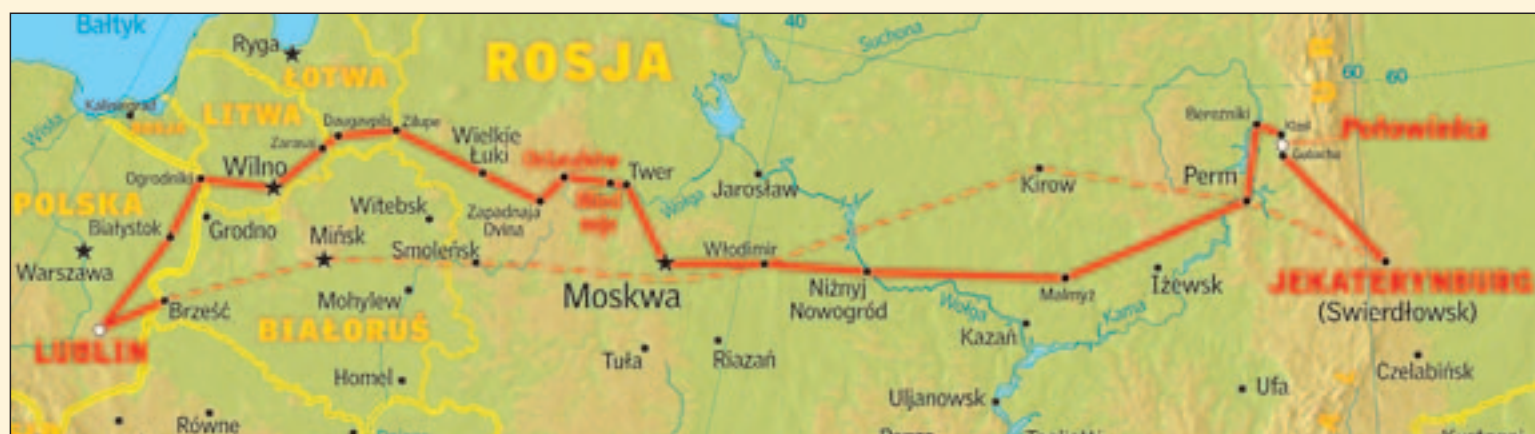 Bałtyk
Ryga
ŁOTWA
ROSJA
40
Suchona
60
60
U
R
Wisła
Kaliningrad
LITWA
Zarasai
Daugavpils
Zilupe
Wielkie
Łuki
Ogrodniki
Wilno
Zapadnaja
Dvina
Twer
Wołga
Jarosław
Kirow
Perm
Berezniki
Kizel
Gubacha
POLSKA
Białystok
Grodno
Warszawa
Witebsk
Mińsk
Smoleńsk
Mohylew
Brześć
BIAŁORUŚ
LUBLIN
Homel
Równe
Moskwa
Włodimir
Niżnyj
Nowogród
Wołga
Malmyż
Kazań
Kama
Iżewsk
JEKATERYNBURG
(Swierdłowsk)
Czelabińsk
Ufa
Tuła
Riazań
Uljanowsk